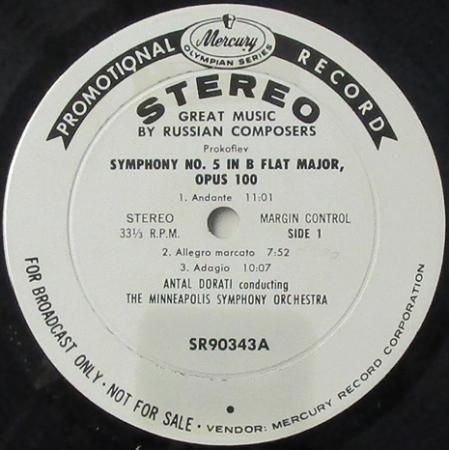 PROMOTIONAL RECORD
Mercury
OLYMPIAN SERIES
STEREO
GREAT MUSIC
BY RUSSIAN COMPOSERS
Prokofiev
SYMPHONY NO. 5 IN B FLAT MAJOR,
OPUS 100
1. Andante 11:01
STEREO MARGIN CONTROL
33⅓ R.P.M. SIDE 1
2. Allegro marcato 7:52
3. Adagio 10:07
ANTAL DORATI conducting
THE MINNEAPOLIS SYMPHONY ORCHESTRA
SR90343A
FOR BROADCAST ONLY · NOT FOR SALE · VENDOR: MERCURY RECORD CORPORATION